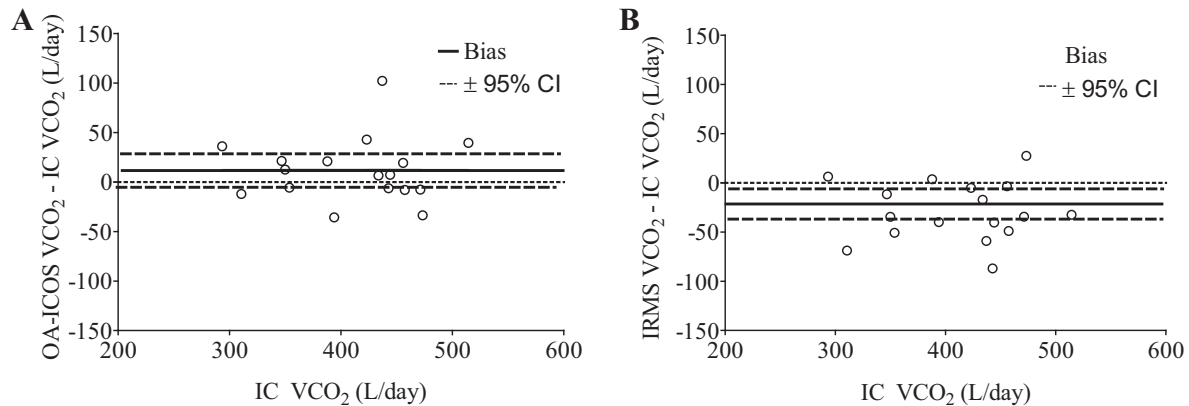 A
OA-ICOS VCO2 - IC VCO2 (L/day)
150
100
50
0
-50
-100
-150
200
300
400
500
600
IC VCO2 (L/day)
Bias
± 95% CI
B
IRMS VCO2 - IC VCO2 (L/day)
150
100
50
0
-50
-100
-150
200
300
400
500
600
IC VCO2 (L/day)
Bias
± 95% CI